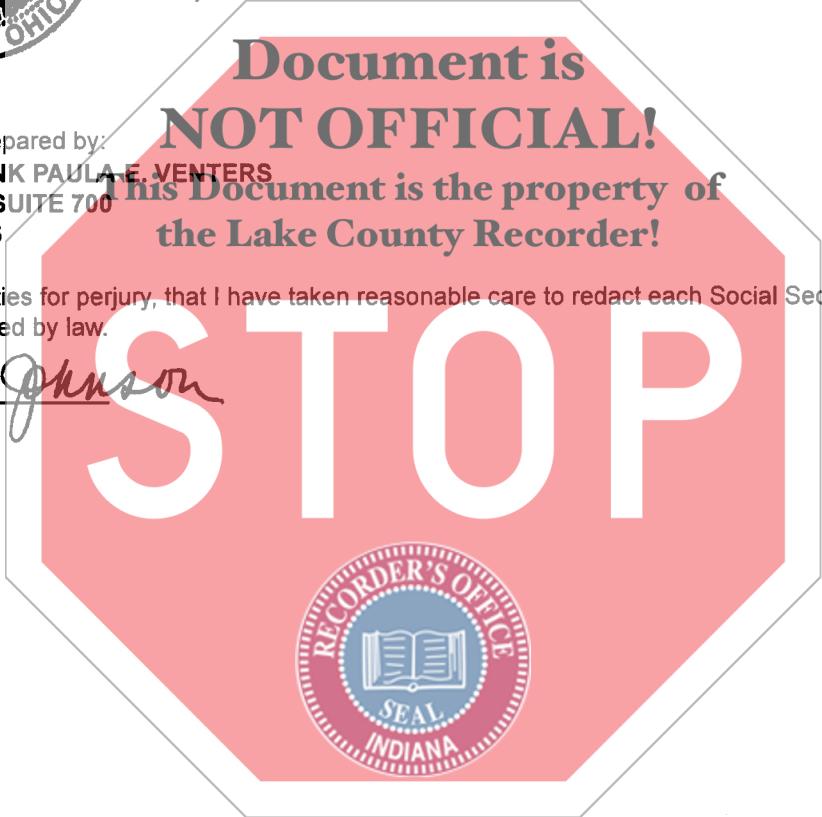 OHIO
Document is
NOT OFFICIAL!
pared by:
NK PAULA E. VENTERS
This Document is the property of
SUITE 700
the Lake County Recorder!
ies for perjury, that I have taken reasonable care to redact each Social Sec
ed by law.
Johnson
STOP
RECORDER'S OFFICE
SEAL
INDIANA